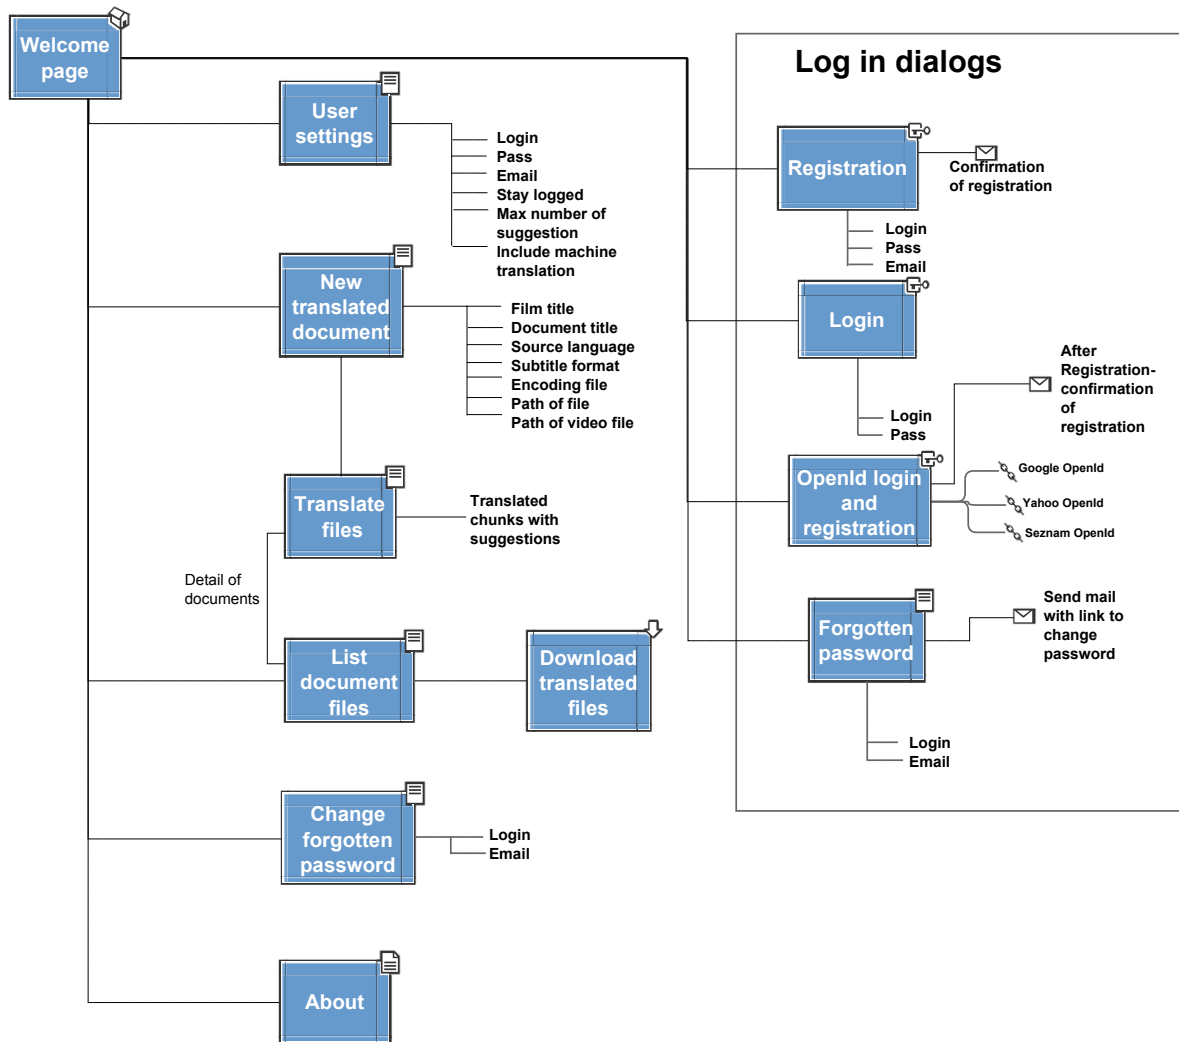 Welcome
page
User
settings
Login
Pass
Email
Stay logged
Max number of
suggestion
Include machine
translation
New
translated
document
Film title
Document title
Source language
Subtitle format
Encoding file
Path of file
Path of video file
Translate
files
Translated
chunks with
suggestions
Detail of
documents
List
document
files
Download
translated
files
Change
forgotten
password
Login
Email
About
Log in dialogs
Registration
Confirmation
of registration
Login
Pass
Email
Login
Login
Pass
After
Registration-
confirmation
of
registration
OpenId login
and
registration
Google OpenId
Yahoo OpenId
Seznam OpenId
Forgotten
password
Send mail
with link to
change
password
Login
Email